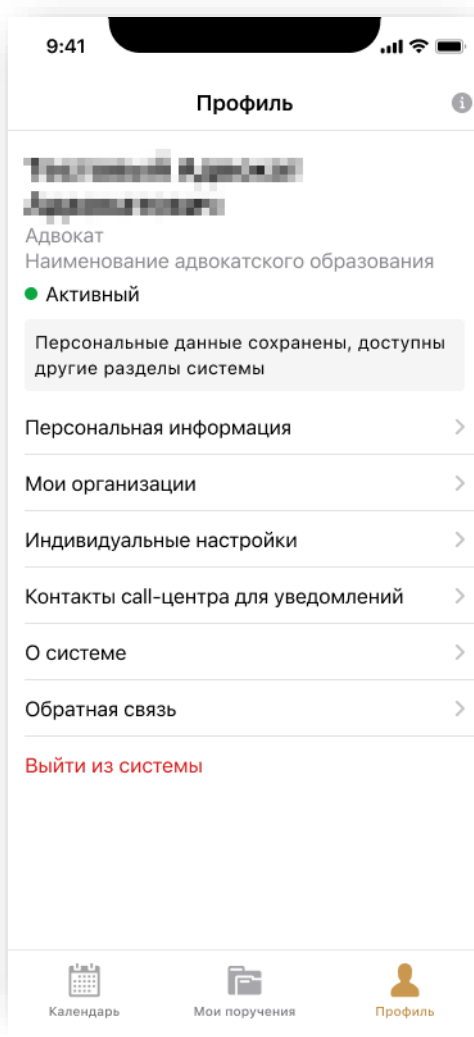 9:41
Профиль
Адвокат
Наименование адвокатского образования
Активный
Персональные данные сохранены, доступны
другие разделы системы
Персональная информация
Мои организации
Индивидуальные настройки
Контакты call-центра для уведомлений
О системе
Обратная связь
Выйти из системы
Календарь
Мои поручения
Профиль